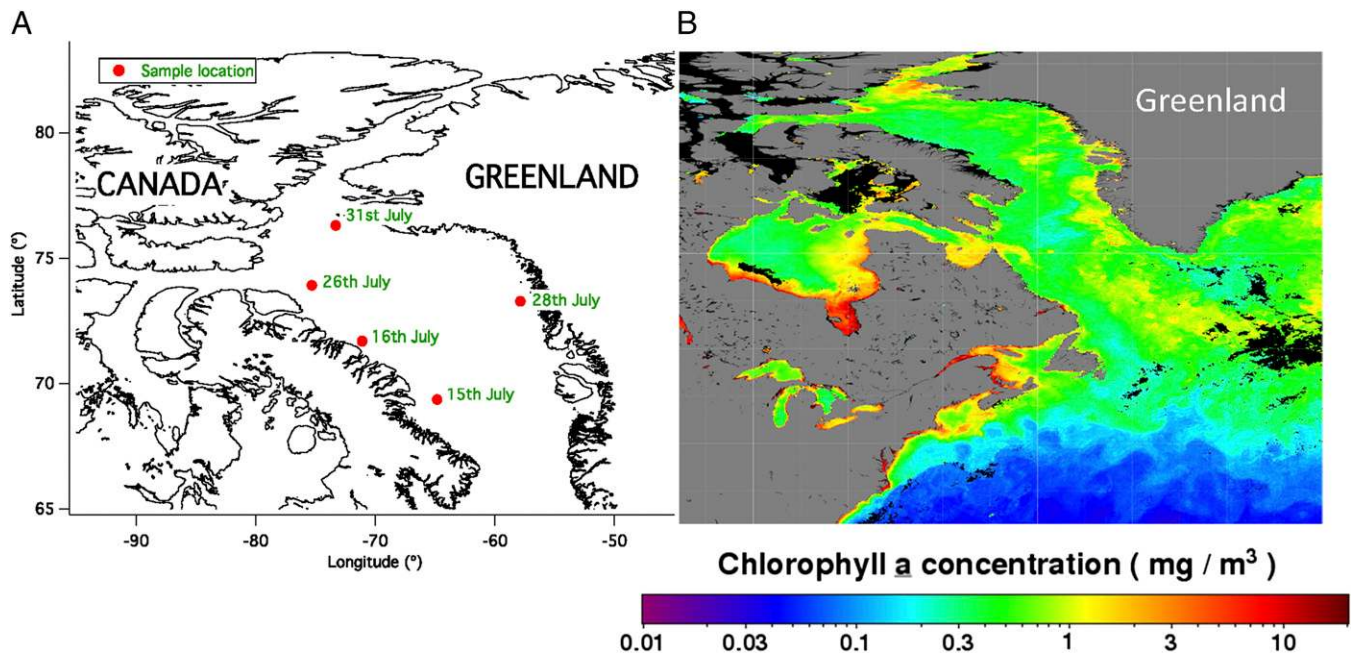 A
Sample location
CANADA
GREENLAND
31st July
26th July
28th July
16th July
15th July
80
75
70
65
Latitude (°)
-90
-80
-70
-60
-50
Longitude (°)
B
Greenland
Chlorophyll a concentration ( mg / m³ )
0.01
0.03
0.1
0.3
1
3
10